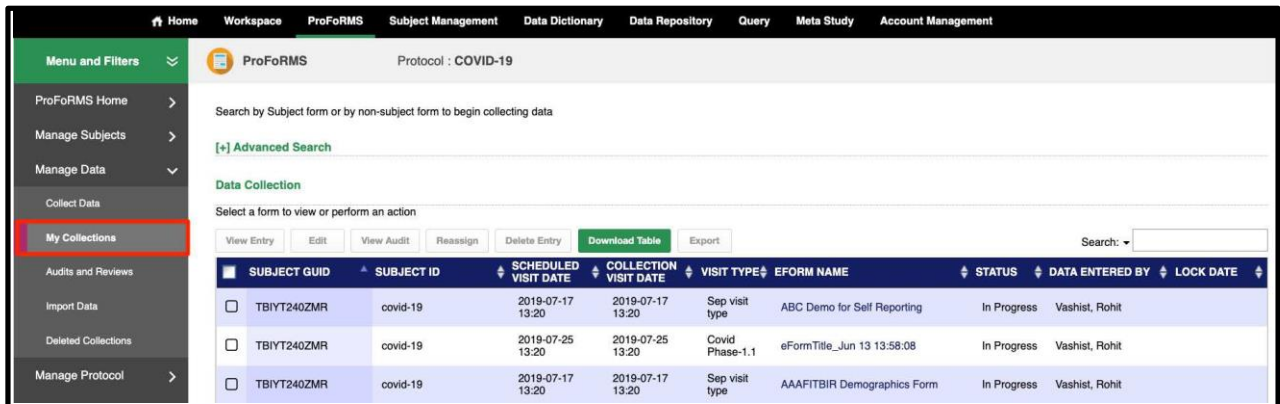 Home Workspace ProFoRMS Subject Management Data Dictionary Data Repository Query Meta Study Account Management
Menu and Filters
ProFoRMS Protocol : COVID-19
ProFoRMS Home
Manage Subjects
Manage Data
Collect Data
My Collections
Audits and Reviews
Import Data
Deleted Collections
Manage Protocol
Search by Subject form or by non-subject form to begin collecting data
[+] Advanced Search
Data Collection
Select a form to view or perform an action
View Entry Edit View Audit Reassign Delete Entry Download Table Export Search:
SUBJECT GUID SUBJECT ID SCHEDULED VISIT DATE COLLECTION VISIT DATE VISIT TYPE EFORM NAME STATUS DATA ENTERED BY LOCK DATE
TBIYT240ZMR covid-19 2019-07-17 13:20 2019-07-17 13:20 Sep visit type ABC Demo for Self Reporting In Progress Vashist, Rohit
TBIYT240ZMR covid-19 2019-07-25 13:20 2019-07-25 13:20 Covid Phase-1.1 eFormTitle_Jun 13 13:58:08 In Progress Vashist, Rohit
TBIYT240ZMR covid-19 2019-07-17 13:20 2019-07-17 13:20 Sep visit type AAAFITBIR Demographics Form In Progress Vashist, Rohit